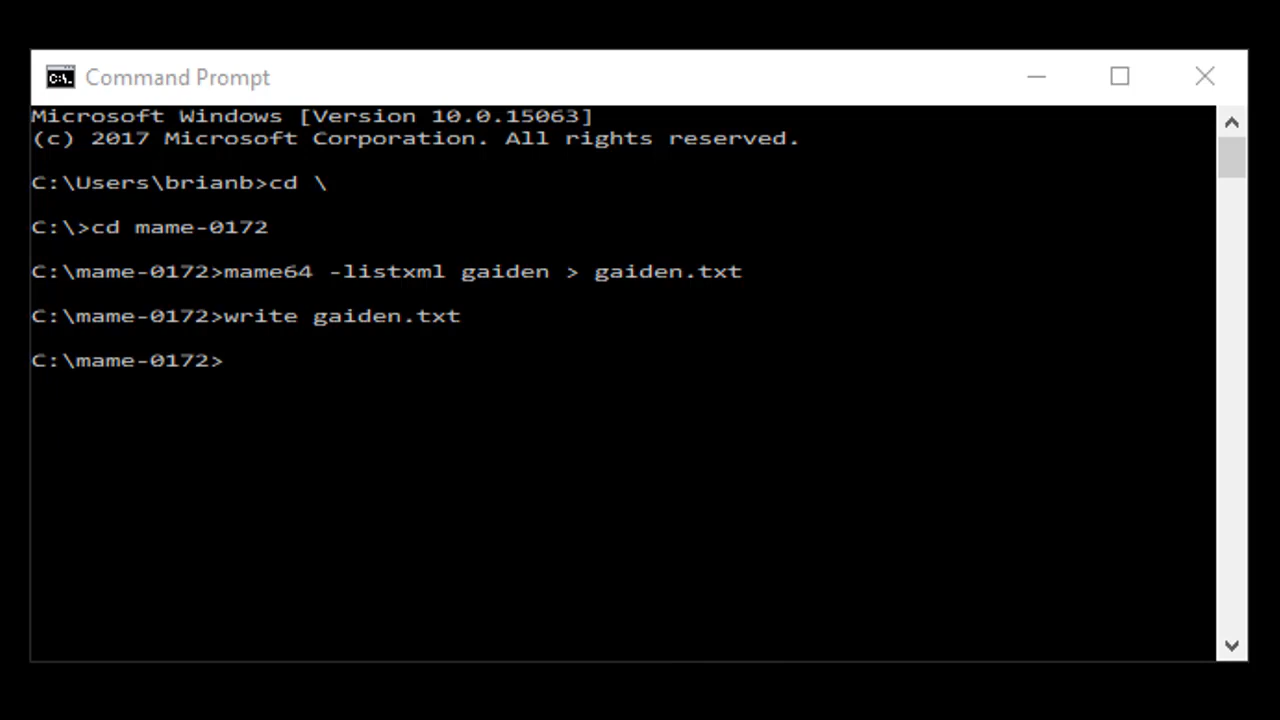 C:\.
Command Prompt
Microsoft Windows [Version 10.0.15063]
(c) 2017 Microsoft Corporation. All rights reserved.
C:\Users\brianb>cd \
C:\>cd mame-0172
C:\mame-0172>mame64 -listxml gaiden > gaiden.txt
C:\mame-0172>write gaiden.txt
C:\mame-0172>